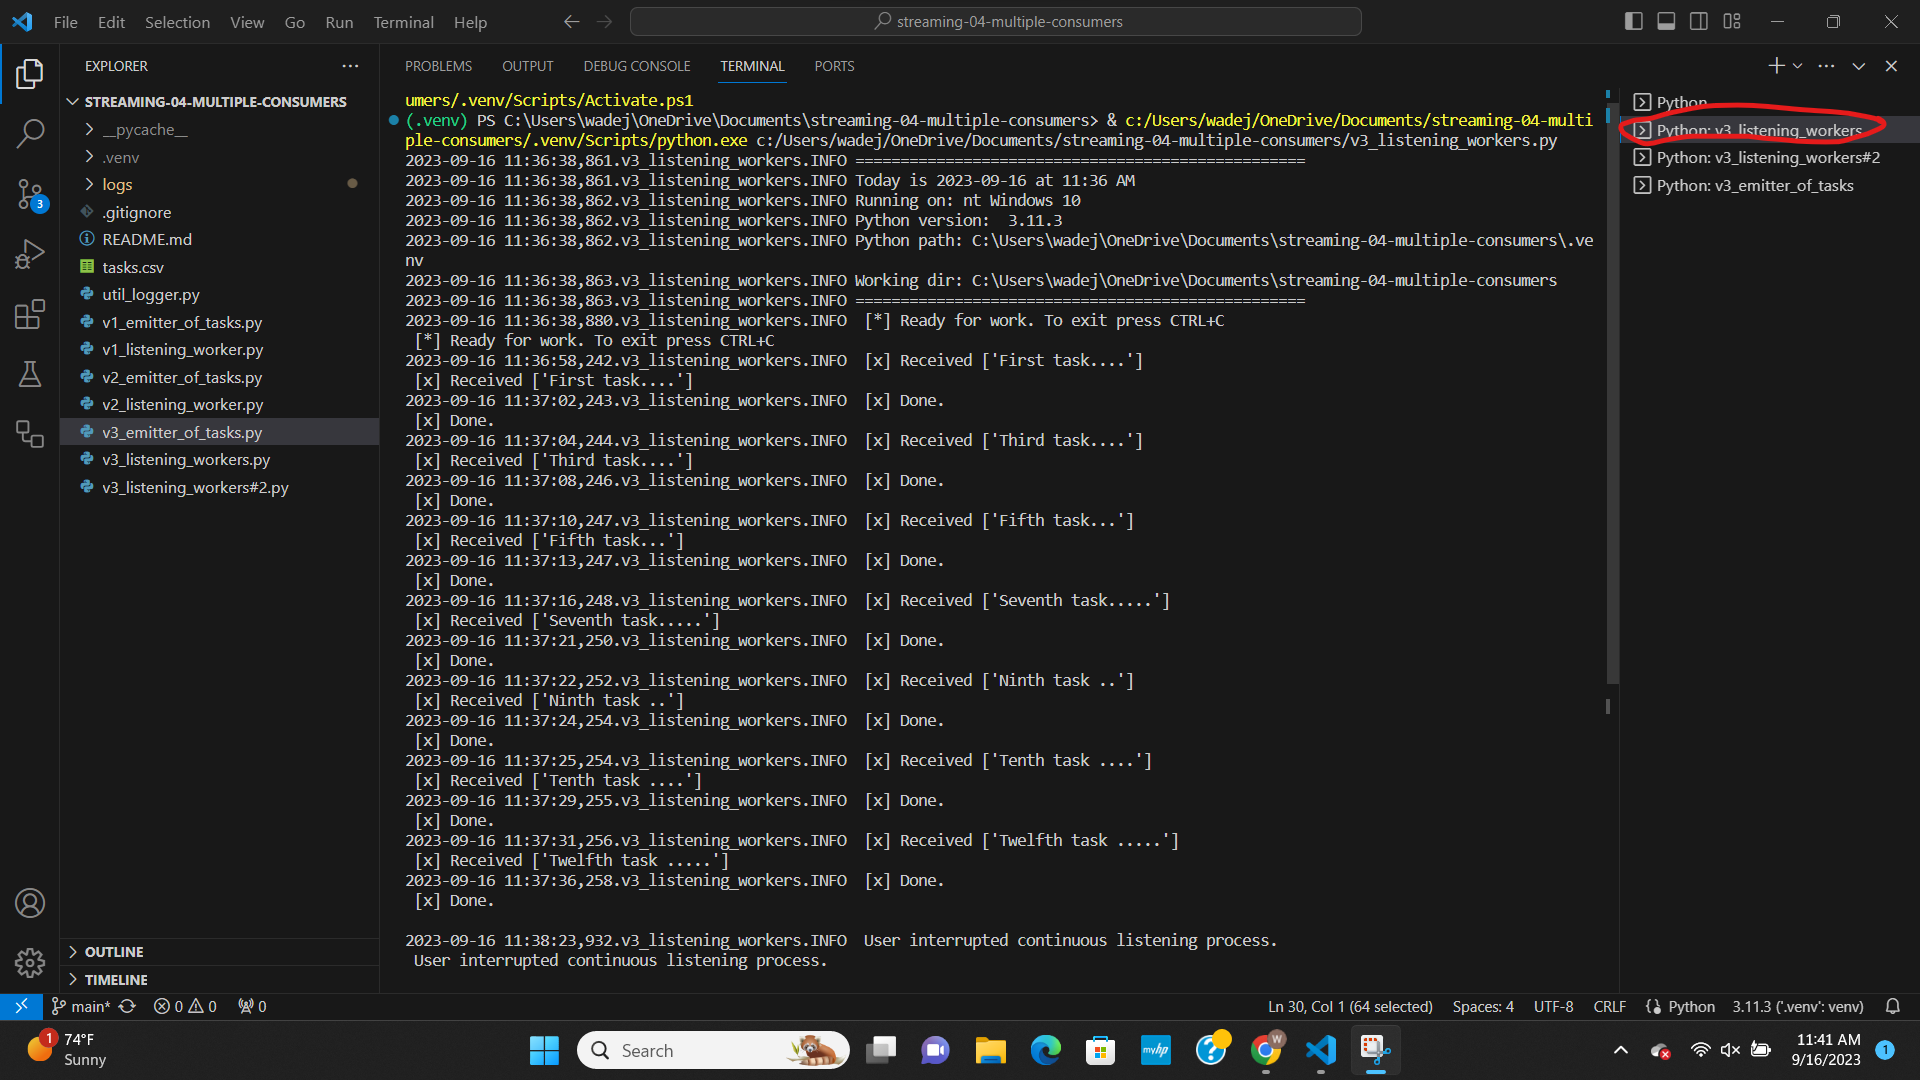 File Edit Selection View Go Run Terminal Help
streaming-04-multiple-consumers
EXPLORER
STREAMING-04-MULTIPLE-CONSUMERS
__pycache__
.venv
logs
.gitignore
README.md
tasks.csv
util_logger.py
v1_emitter_of_tasks.py
v1_listening_worker.py
v2_emitter_of_tasks.py
v2_listening_worker.py
v3_emitter_of_tasks.py
v3_listening_workers.py
v3_listening_workers#2.py
OUTLINE
TIMELINE
3
PROBLEMS OUTPUT DEBUG CONSOLE TERMINAL PORTS
umers/.venv/Scripts/Activate.ps1
(.venv) PS C:\Users\wadej\OneDrive\Documents\streaming-04-multiple-consumers> & c:/Users/wadej/OneDrive/Documents/streaming-04-multi
ple-consumers/.venv/Scripts/python.exe c:/Users/wadej/OneDrive/Documents/streaming-04-multiple-consumers/v3_listening_workers.py
2023-09-16 11:36:38,861.v3_listening_workers.INFO ==================================================
2023-09-16 11:36:38,861.v3_listening_workers.INFO Today is 2023-09-16 at 11:36 AM
2023-09-16 11:36:38,862.v3_listening_workers.INFO Running on: nt Windows 10
2023-09-16 11:36:38,862.v3_listening_workers.INFO Python version:  3.11.3
2023-09-16 11:36:38,862.v3_listening_workers.INFO Python path: C:\Users\wadej\OneDrive\Documents\streaming-04-multiple-consumers\.ve
nv
2023-09-16 11:36:38,863.v3_listening_workers.INFO Working dir: C:\Users\wadej\OneDrive\Documents\streaming-04-multiple-consumers
2023-09-16 11:36:38,863.v3_listening_workers.INFO ==================================================
2023-09-16 11:36:38,880.v3_listening_workers.INFO  [*] Ready for work. To exit press CTRL+C
[*] Ready for work. To exit press CTRL+C
2023-09-16 11:36:58,242.v3_listening_workers.INFO  [x] Received ['First task....']
[x] Received ['First task....']
2023-09-16 11:37:02,243.v3_listening_workers.INFO  [x] Done.
[x] Done.
2023-09-16 11:37:04,244.v3_listening_workers.INFO  [x] Received ['Third task....']
[x] Received ['Third task....']
2023-09-16 11:37:08,246.v3_listening_workers.INFO  [x] Done.
[x] Done.
2023-09-16 11:37:10,247.v3_listening_workers.INFO  [x] Received ['Fifth task...']
[x] Received ['Fifth task...']
2023-09-16 11:37:13,247.v3_listening_workers.INFO  [x] Done.
[x] Done.
2023-09-16 11:37:16,248.v3_listening_workers.INFO  [x] Received ['Seventh task.....']
[x] Received ['Seventh task.....']
2023-09-16 11:37:21,250.v3_listening_workers.INFO  [x] Done.
[x] Done.
2023-09-16 11:37:22,252.v3_listening_workers.INFO  [x] Received ['Ninth task ..']
[x] Received ['Ninth task ..']
2023-09-16 11:37:24,254.v3_listening_workers.INFO  [x] Done.
[x] Done.
2023-09-16 11:37:25,254.v3_listening_workers.INFO  [x] Received ['Tenth task ....']
[x] Received ['Tenth task ....']
2023-09-16 11:37:29,255.v3_listening_workers.INFO  [x] Done.
[x] Done.
2023-09-16 11:37:31,256.v3_listening_workers.INFO  [x] Received ['Twelfth task .....']
[x] Received ['Twelfth task .....']
2023-09-16 11:37:36,258.v3_listening_workers.INFO  [x] Done.
[x] Done.
2023-09-16 11:38:23,932.v3_listening_workers.INFO  User interrupted continuous listening process.
User interrupted continuous listening process.
Python
Python: v3_listening_workers
Python: v3_listening_workers#2
Python: v3_emitter_of_tasks
main* 0 0 0
Ln 30, Col 1 (64 selected) Spaces: 4 UTF-8 CRLF Python 3.11.3 ('.venv': venv)
1
74°F
Sunny
Search
myhp
W
11:41 AM
9/16/2023
1